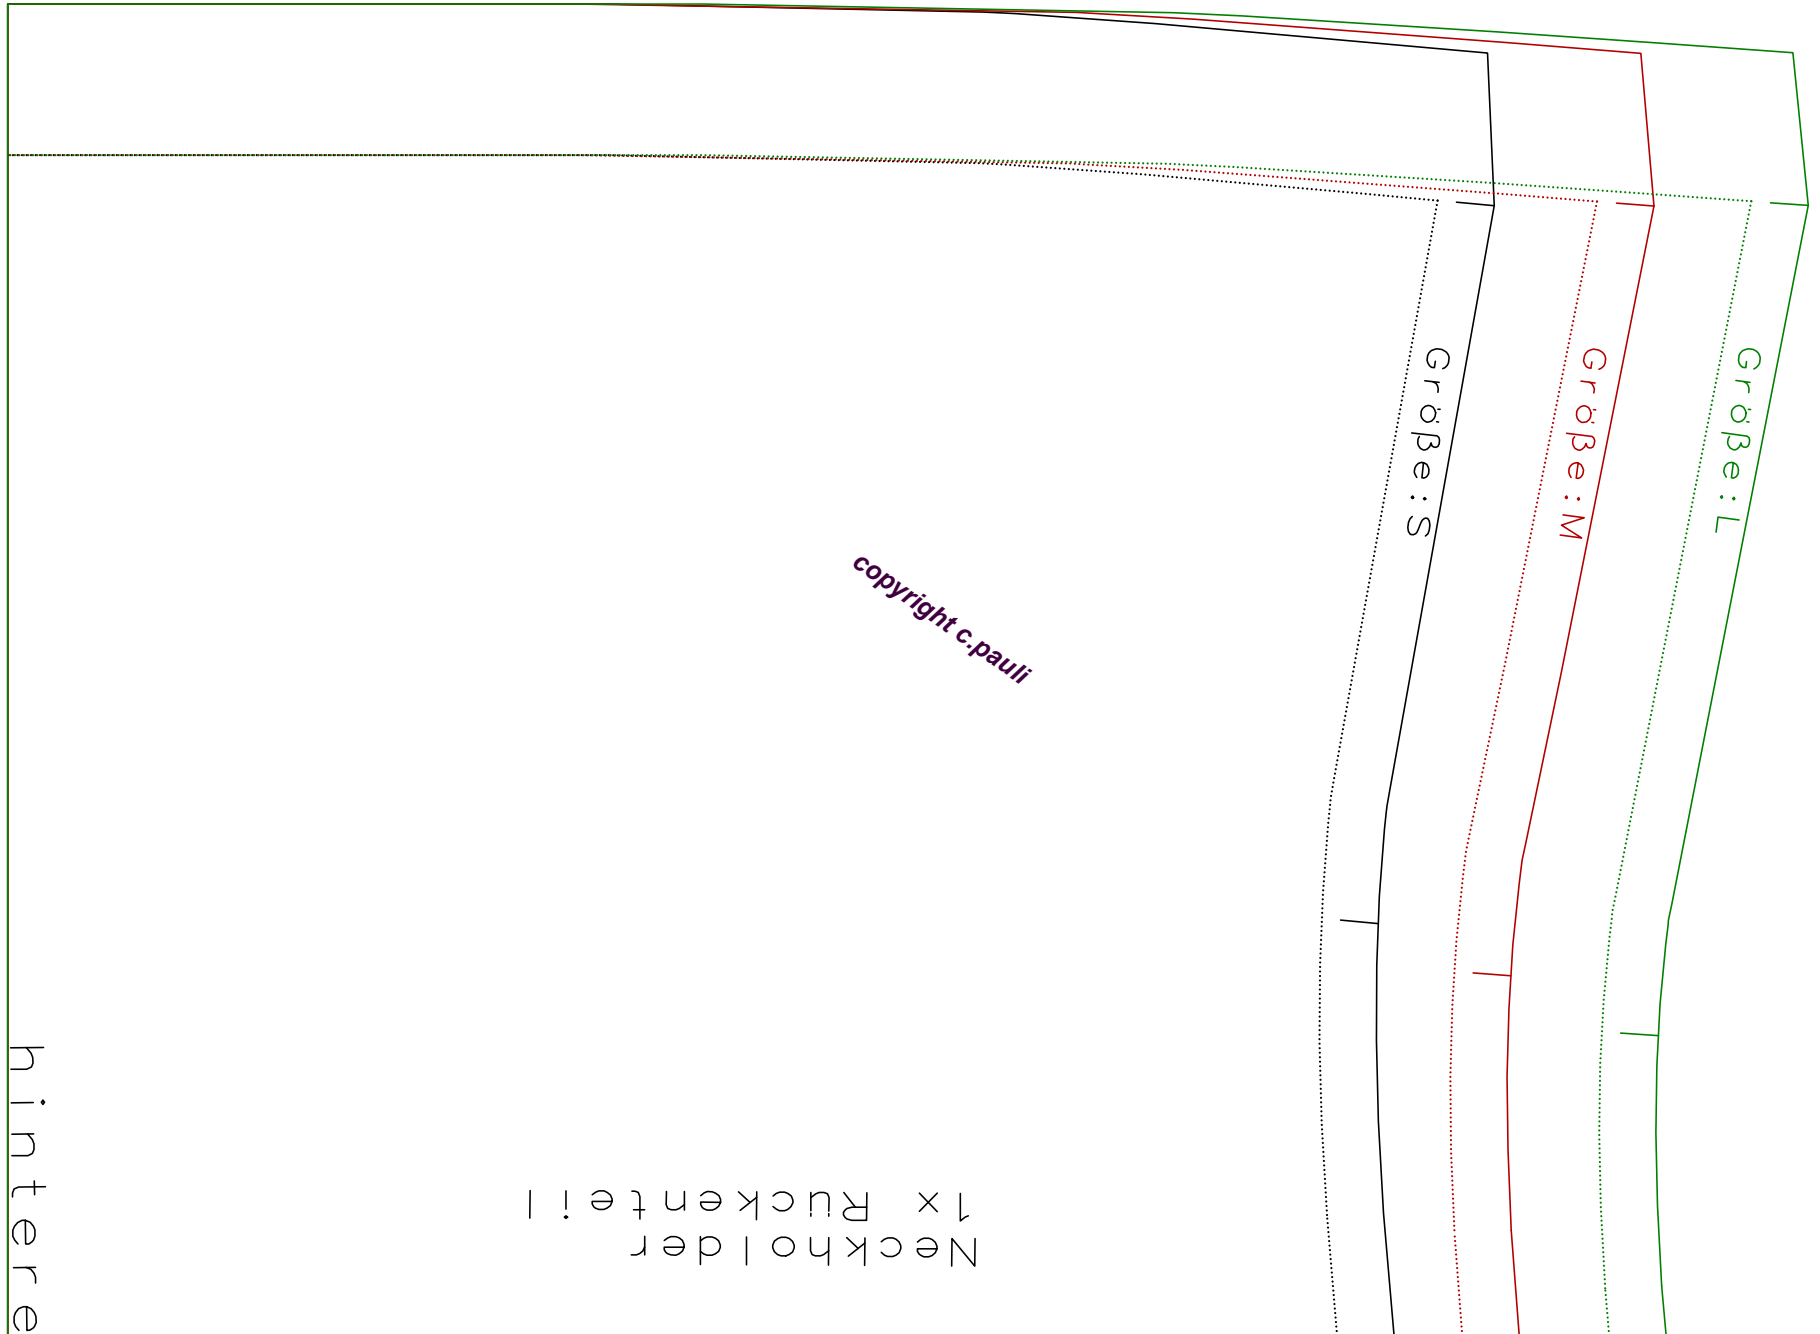 Größe:S
Größe:M
Größe:L
copyright c.pauli
Neckholder
1x Rückenteil
hintere